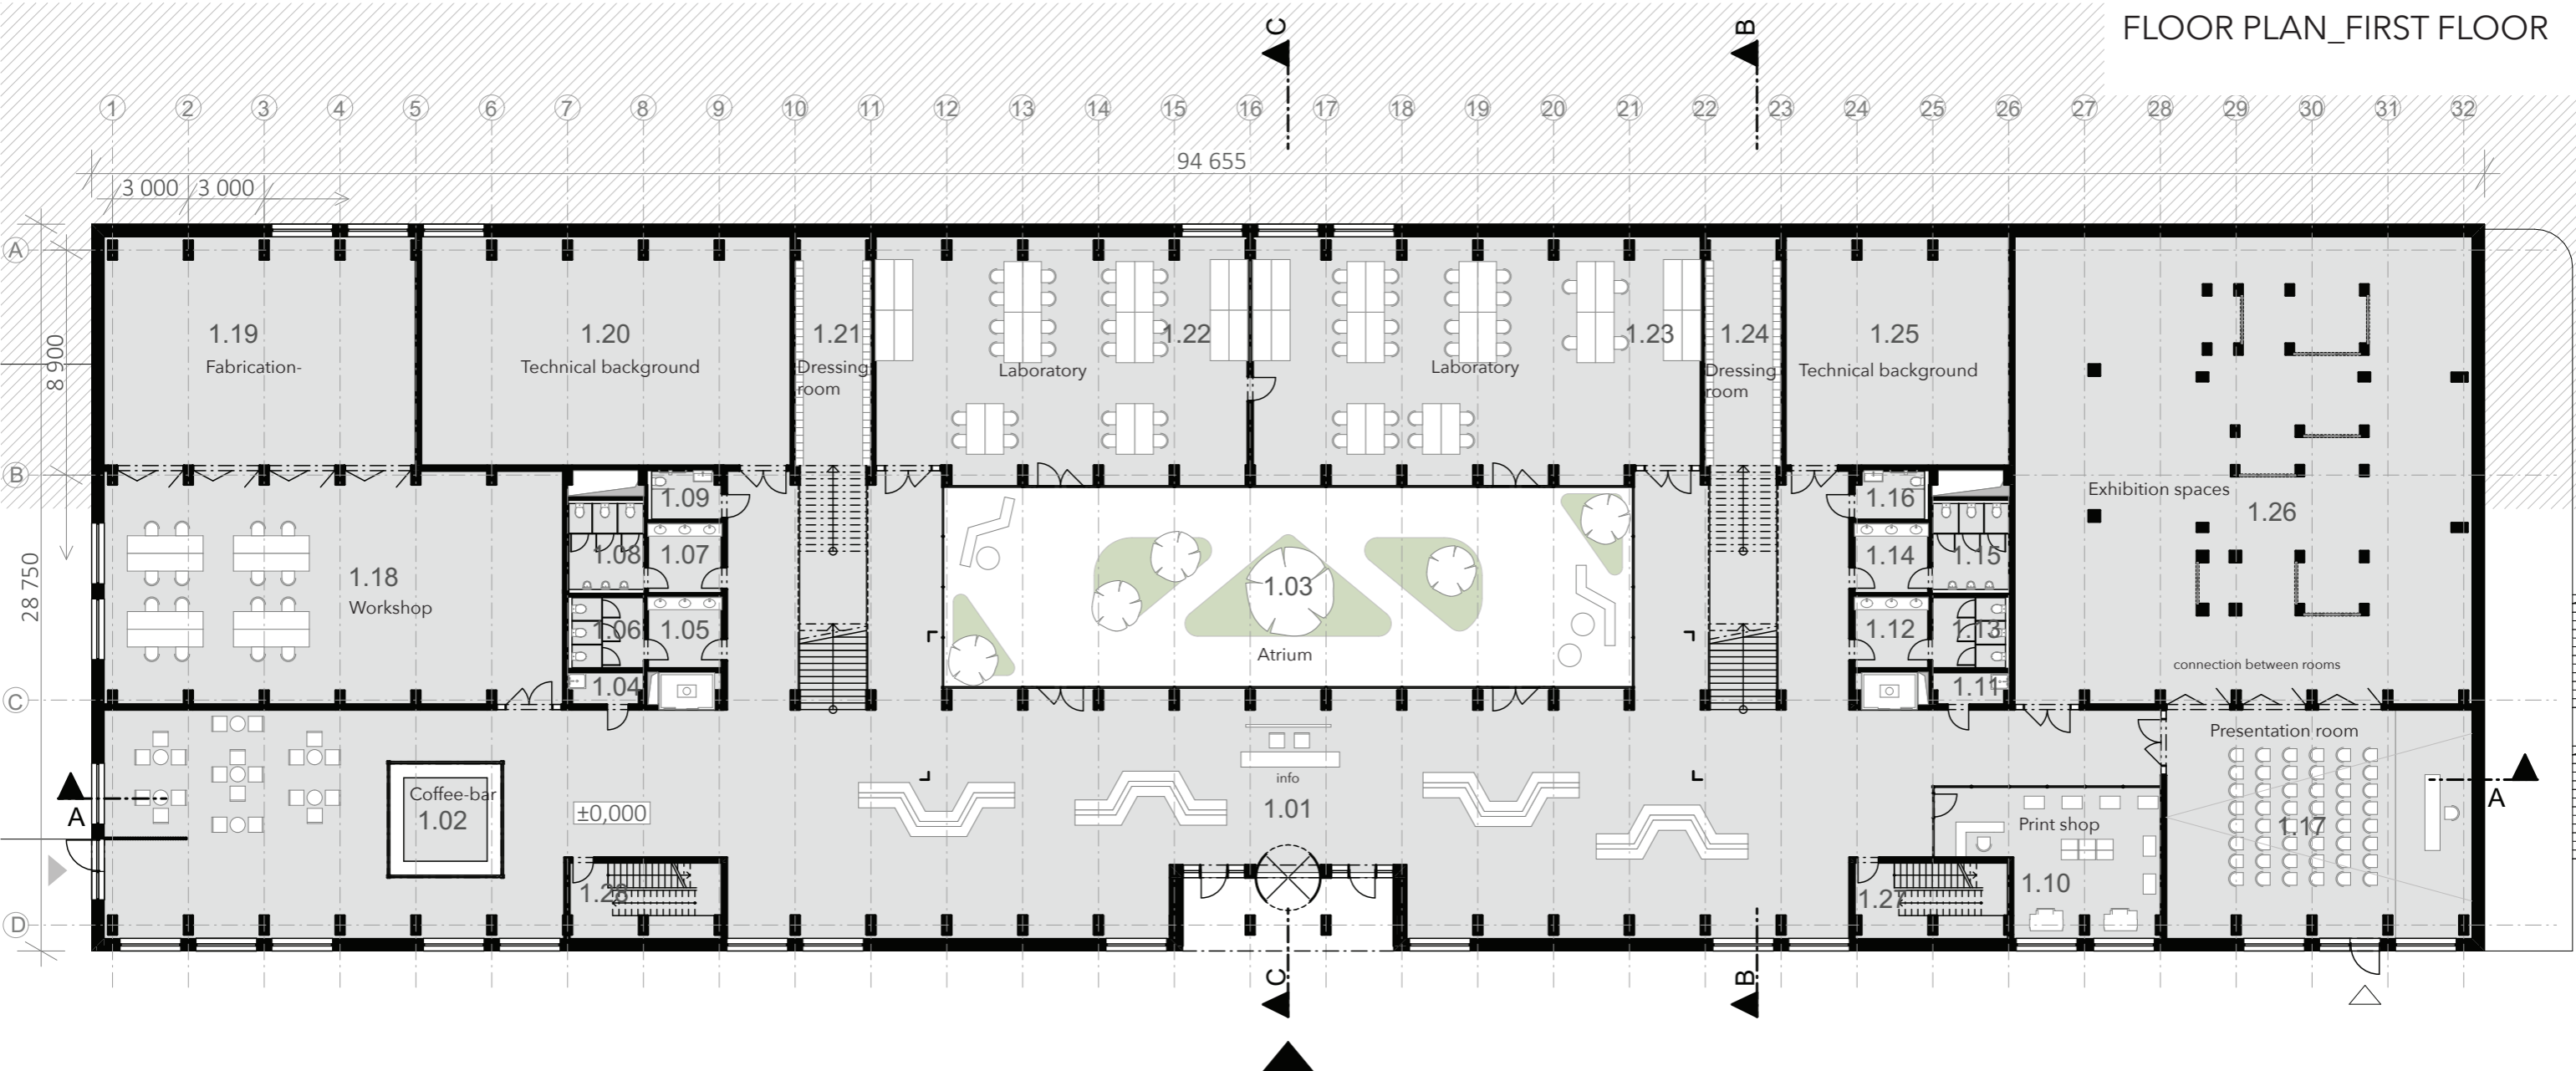 FLOOR PLAN_FIRST FLOOR
C
B
1 2 3 4 5 6 7 8 9 10 11 12 13 14 15 16 17 18 19 20 21 22 23 24 25 26 27 28 29 30 31 32
94 655
3 000 3 000
A
8 900
28 750
B
C
D
1.19
Fabrication-
1.20
Technical background
1.21
Dressing
room
1.22
Laboratory
1.23
Laboratory
1.24
Dressing
room
1.25
Technical background
Exhibition spaces
1.26
1.09
1.08
1.07
1.06
1.05
1.04
1.18
Workshop
1.03
Atrium
1.16
1.14
1.15
1.12
1.13
1.11
connection between rooms
Presentation room
1.17
A
Coffee-bar
1.02
±0,000
info
1.01
Print shop
1.10
A
1.28
1.27
C
B